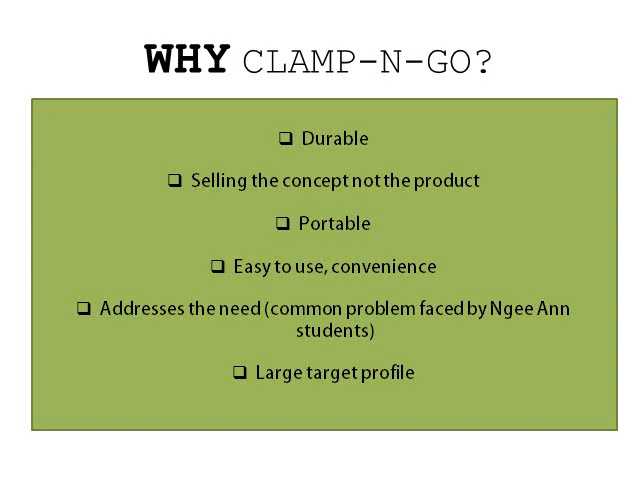 WHY CLAMP-N-GO?
❑ Durable
❑ Selling the concept not the product
❑ Portable
❑ Easy to use, convenience
❑ Addresses the need (common problem faced by Ngee Ann
students)
❑ Large target profile